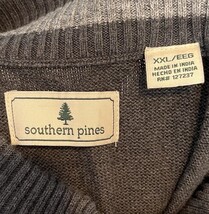 southern pines
XXL/EEG
MADE IN INDIA
HECHO EN INDIA
RN# 127237